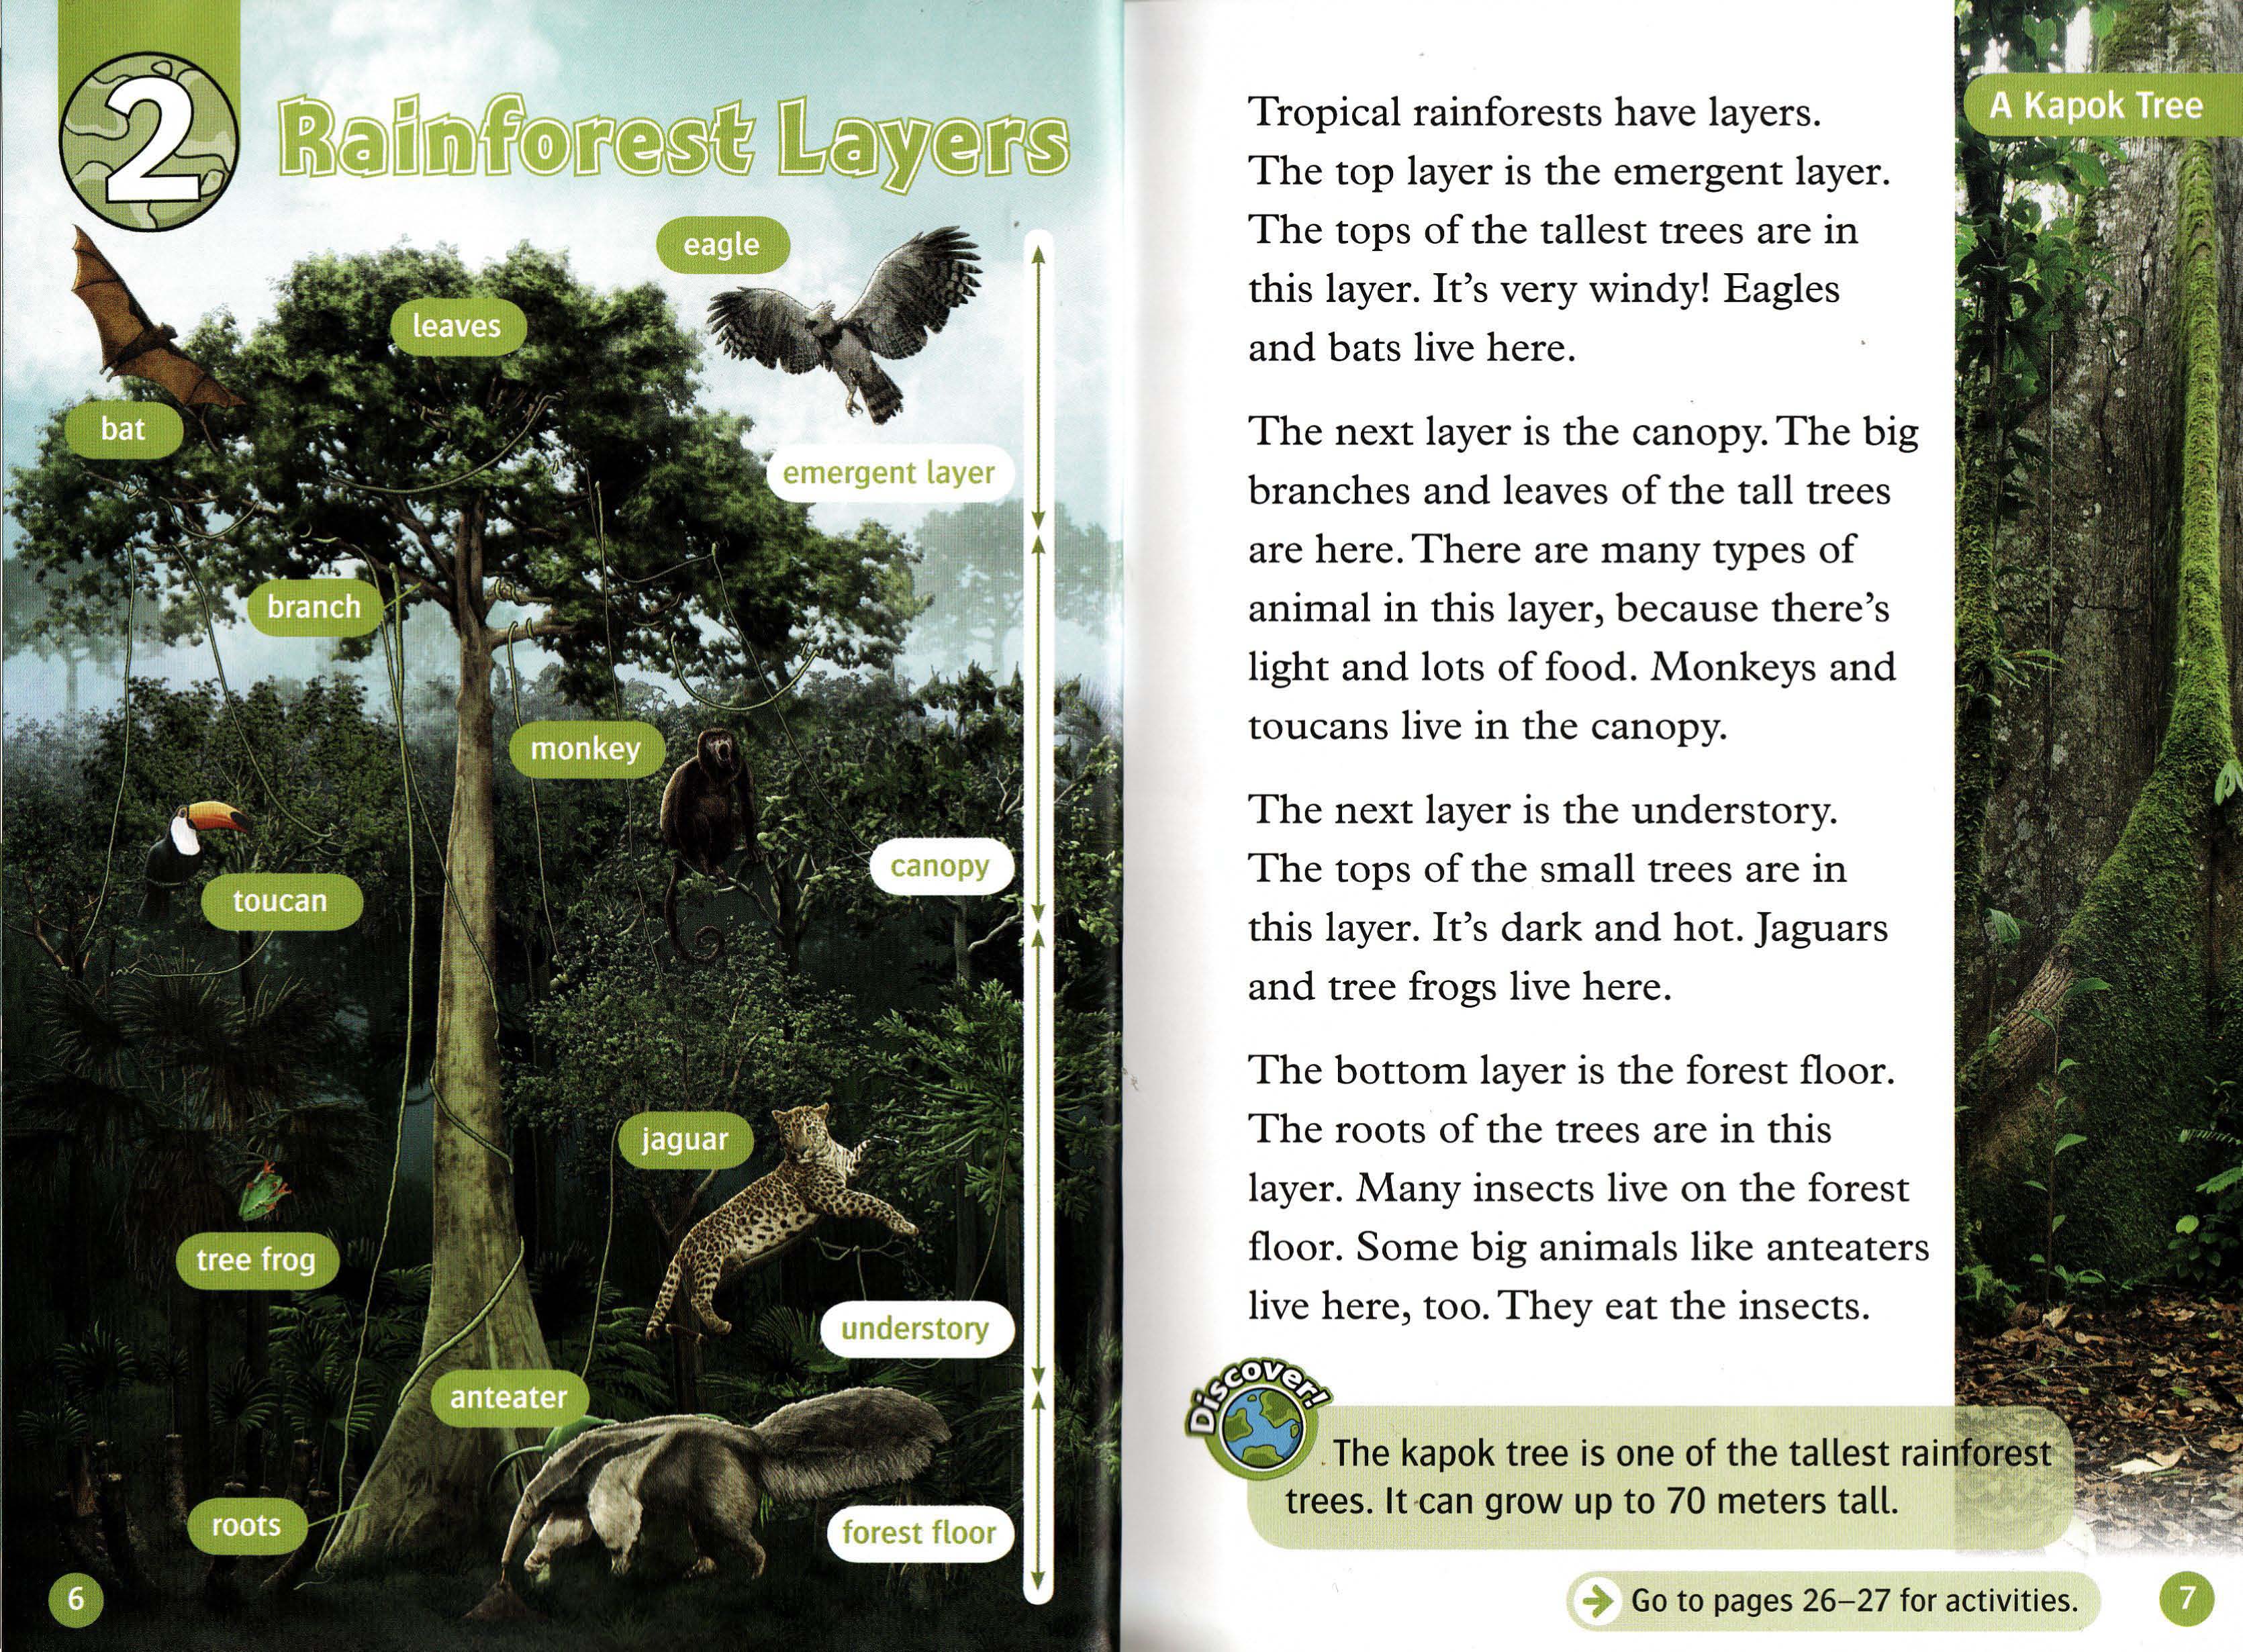 2
Rainforest Layers
eagle
leaves
bat
emergent layer
branch
monkey
canopy
toucan
jaguar
tree frog
understory
anteater
roots
forest floor
6
A Kapok Tree
Tropical rainforests have layers.
The top layer is the emergent layer.
The tops of the tallest trees are in
this layer. It's very windy! Eagles
and bats live here.
The next layer is the canopy. The big
branches and leaves of the tall trees
are here. There are many types of
animal in this layer, because there's
light and lots of food. Monkeys and
toucans live in the canopy.
The next layer is the understory.
The tops of the small trees are in
this layer. It's dark and hot. Jaguars
and tree frogs live here.
The bottom layer is the forest floor.
The roots of the trees are in this
layer. Many insects live on the forest
floor. Some big animals like anteaters
live here, too. They eat the insects.
Discover!
The kapok tree is one of the tallest rainforest
trees. It can grow up to 70 meters tall.
Go to pages 26–27 for activities.
7